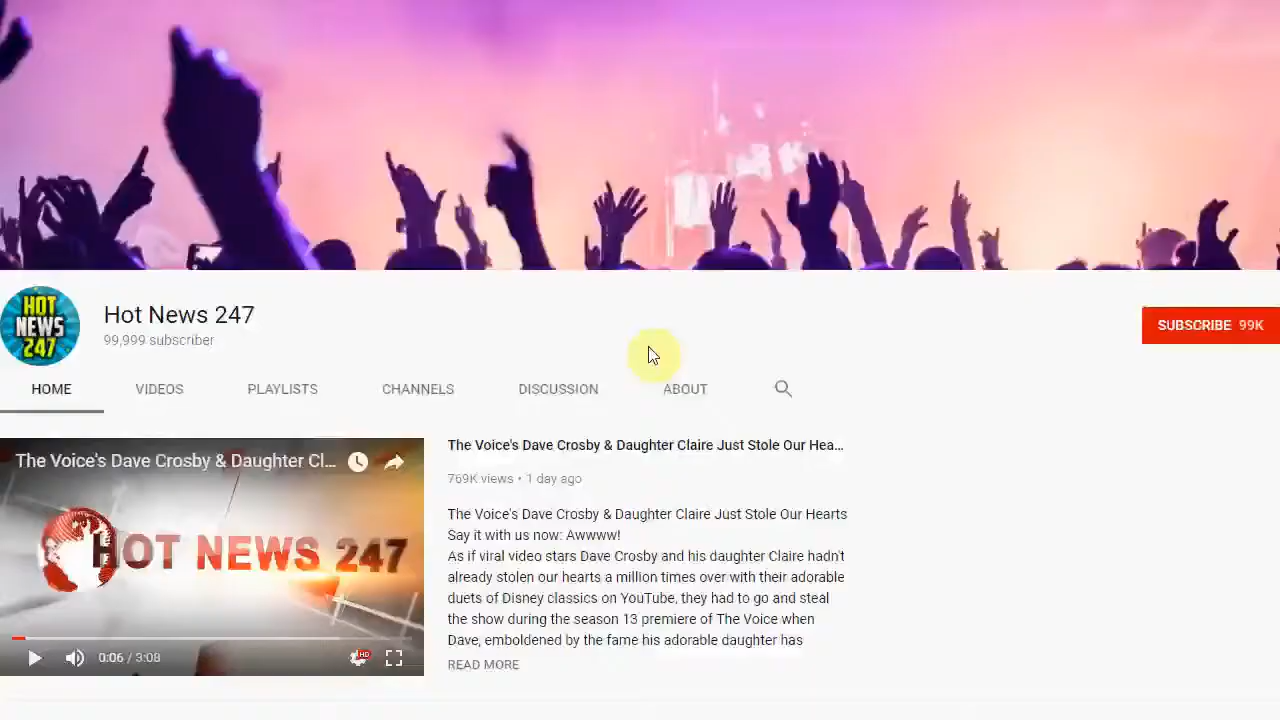 HOT
NEWS
247
Hot News 247
99,999 subscriber
SUBSCRIBE 99K
HOME
VIDEOS
PLAYLISTS
CHANNELS
DISCUSSION
ABOUT
The Voice's Dave Crosby & Daughter Cl...
HOT NEWS 247
0:06 / 3:08
HD
The Voice's Dave Crosby & Daughter Claire Just Stole Our Hea...
769K views • 1 day ago
The Voice's Dave Crosby & Daughter Claire Just Stole Our Hearts
Say it with us now: Awwww!
As if viral video stars Dave Crosby and his daughter Claire hadn't
already stolen our hearts a million times over with their adorable
duets of Disney classics on YouTube, they had to go and steal
the show during the season 13 premiere of The Voice when
Dave, emboldened by the fame his adorable daughter has
READ MORE